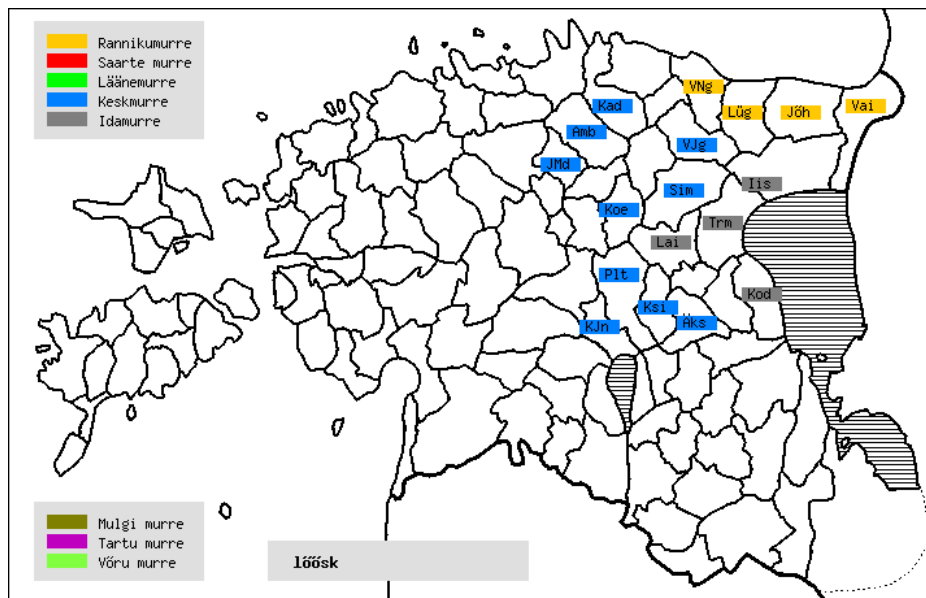 Rannikumurre
Saarte murre
Läänemurre
Keskmurre
Idamurre
VNg
Kad
Lüg
Jõh
Vai
Amb
VJg
JMd
Iis
Sim
Koe
Trm
Lai
Plt
Kod
Ksi
KJn
Äks
Mulgi murre
Tartu murre
Võru murre
lõõsk